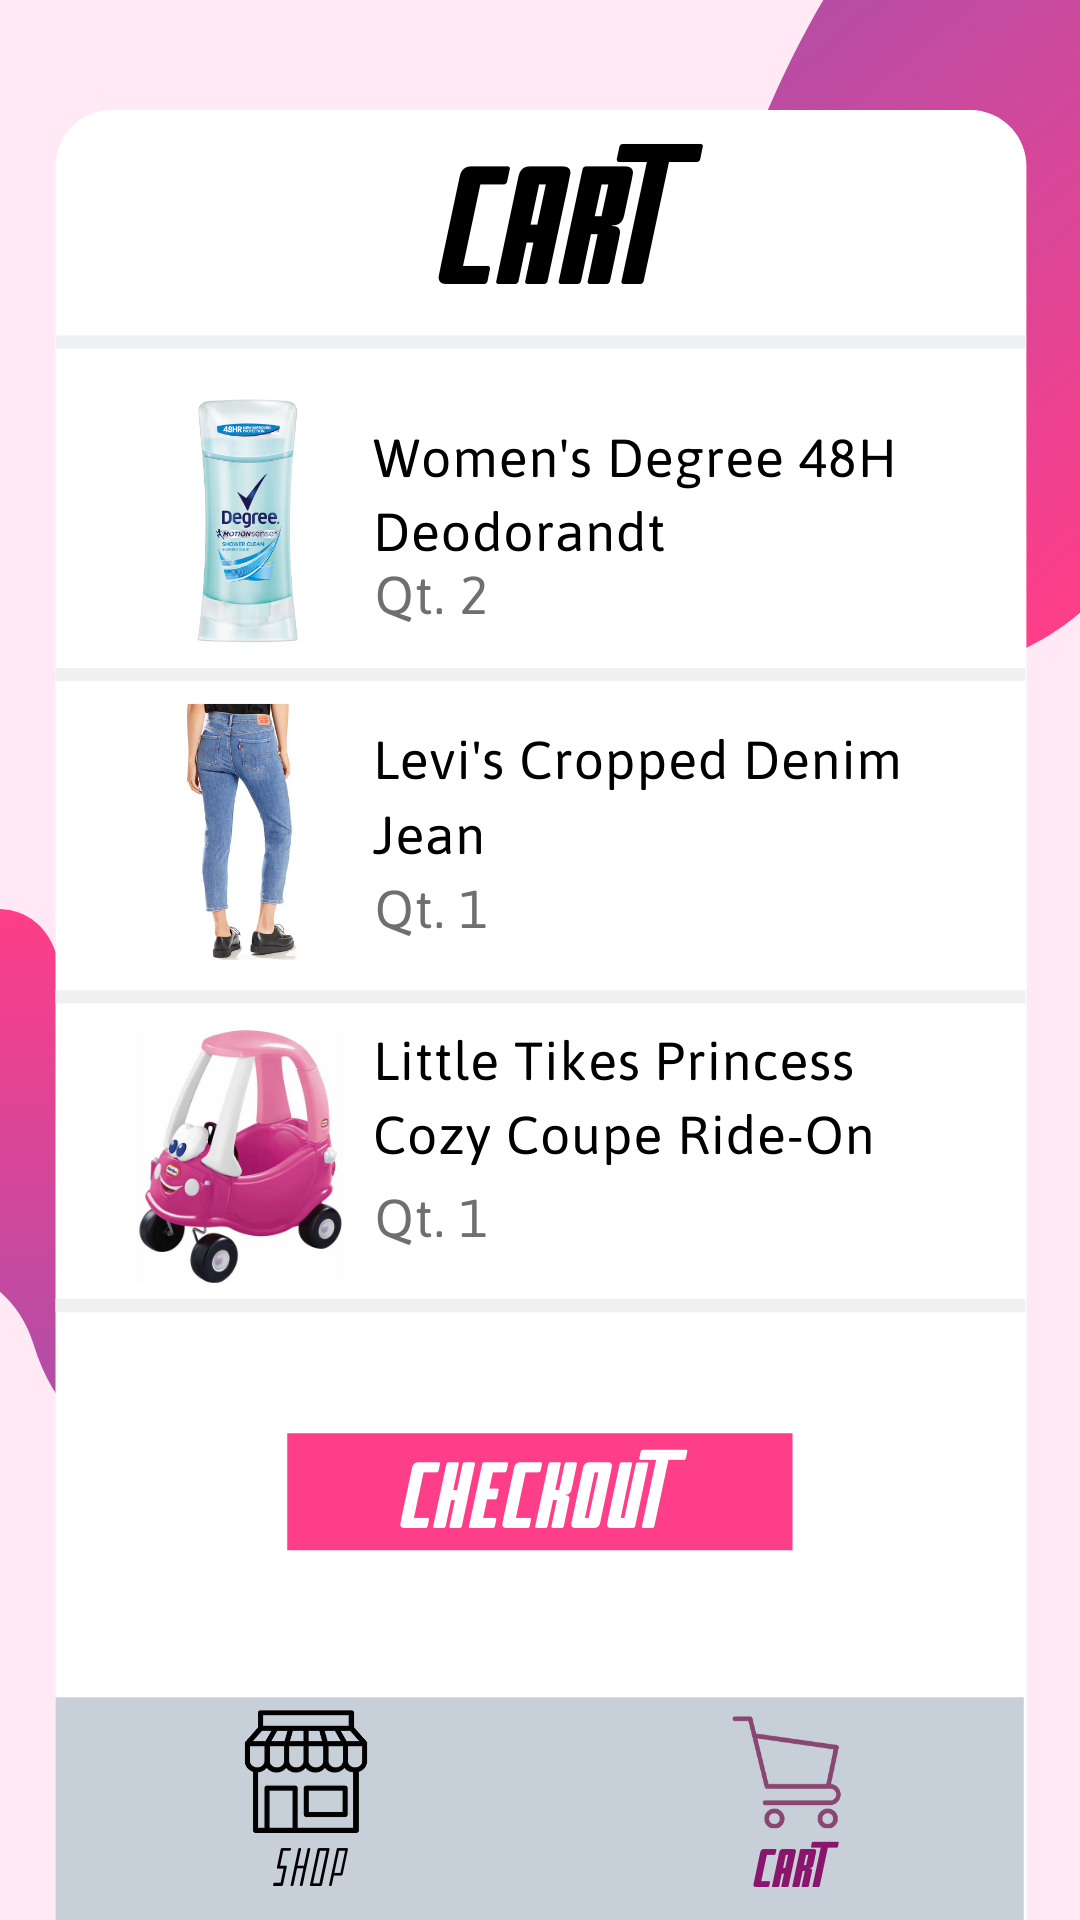 CART
48HR
Women's Degree 48H
Degree.
Deodorandt
MOTIONSENSE
SHOWER CLEAN
Qt. 2
Levi's Cropped Denim
Jean
Qt. 1
Little Tikes Princess
Cozy Coupe Ride-On
Qt. 1
CHECKOUT
SHOP
CART